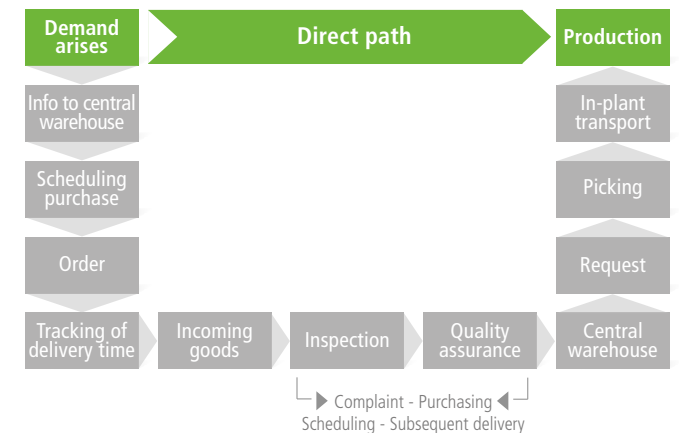 Demand
arises
Direct path
Production
Info to central
warehouse
In-plant
transport
Scheduling
purchase
Picking
Order
Request
Tracking of
delivery time
Incoming
goods
Inspection
Quality
assurance
Central
warehouse
Complaint - Purchasing
Scheduling - Subsequent delivery